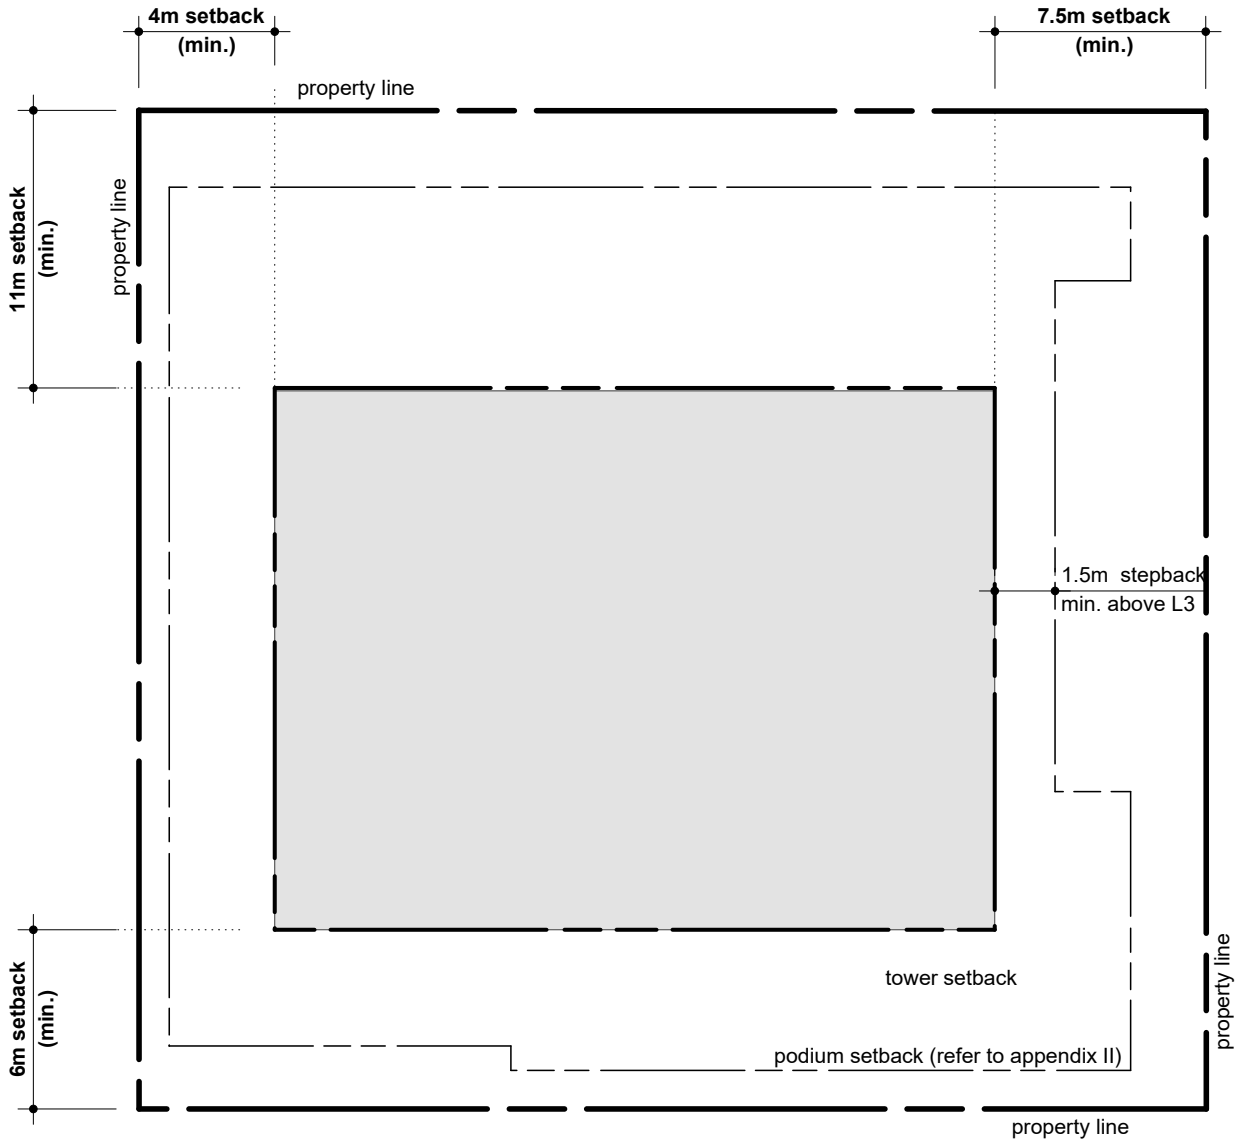 4m setback
(min.)
7.5m setback
(min.)
property line
property line
11m setback
(min.)
1.5m stepback
min. above L3
6m setback
(min.)
tower setback
property line
podium setback (refer to appendix II)
property line